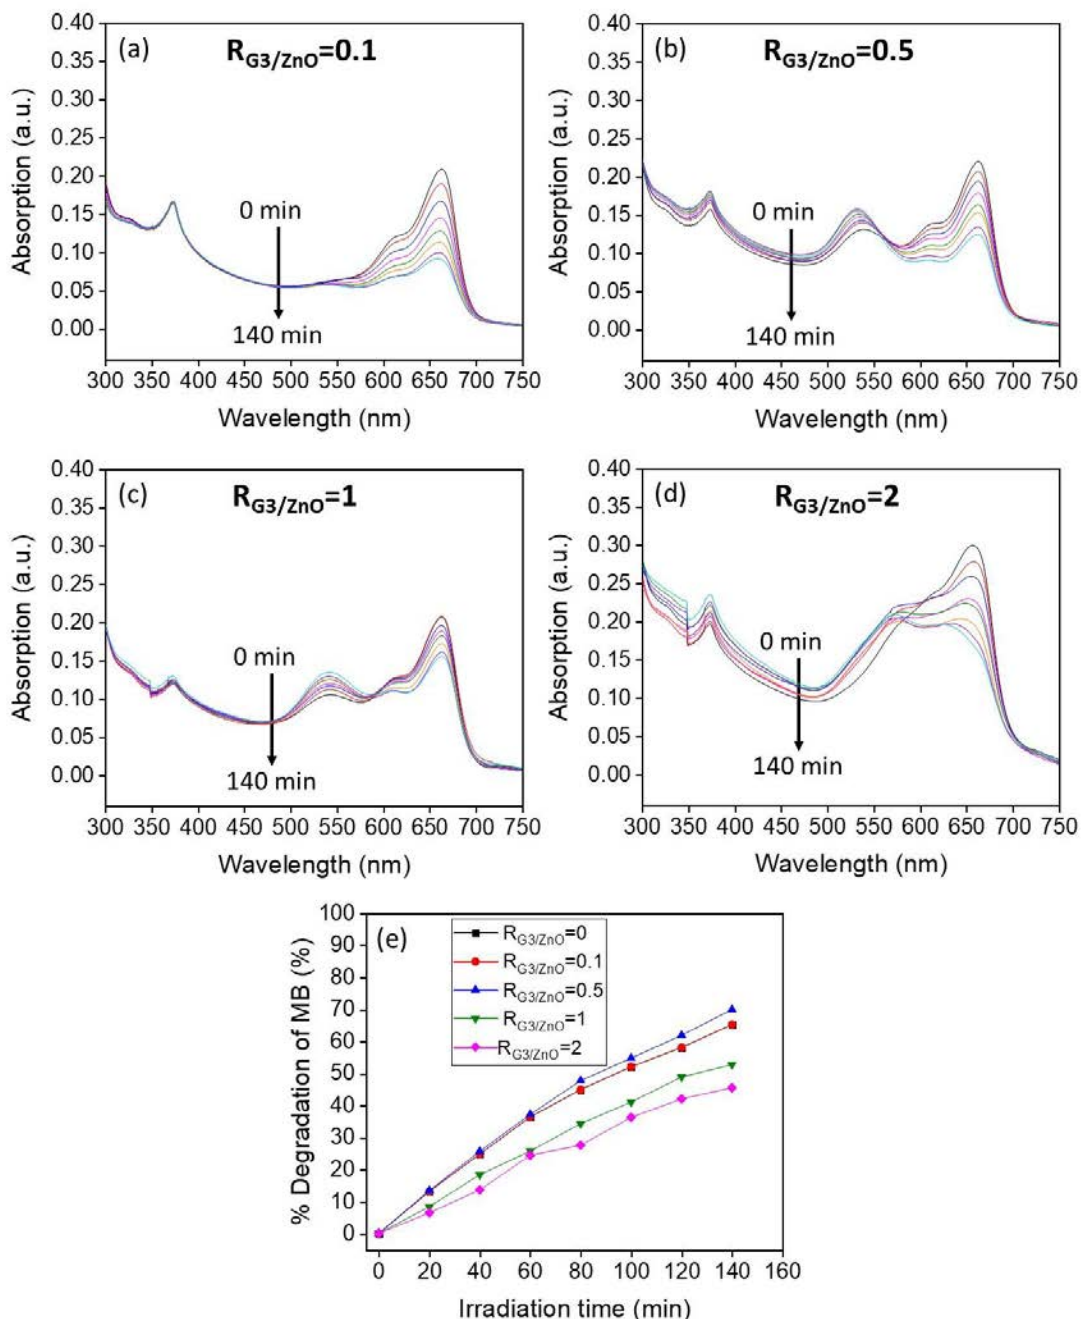 (a) R_G3/ZnO=0.1
0.40
0.35
0.30
0.25
0.20
0.15
0.10
0.05
0.00
Absorption (a.u.)
0 min
140 min
300 350 400 450 500 550 600 650 700 750
Wavelength (nm)
(b) R_G3/ZnO=0.5
0.40
0.35
0.30
0.25
0.20
0.15
0.10
0.05
0.00
Absorption (a.u.)
0 min
140 min
300 350 400 450 500 550 600 650 700 750
Wavelength (nm)
(c) R_G3/ZnO=1
0.40
0.35
0.30
0.25
0.20
0.15
0.10
0.05
0.00
Absorption (a.u.)
0 min
140 min
300 350 400 450 500 550 600 650 700 750
Wavelength (nm)
(d) R_G3/ZnO=2
0.40
0.35
0.30
0.25
0.20
0.15
0.10
0.05
0.00
Absorption (a.u.)
0 min
140 min
300 350 400 450 500 550 600 650 700 750
Wavelength (nm)
(e)
R_G3/ZnO=0
R_G3/ZnO=0.1
R_G3/ZnO=0.5
R_G3/ZnO=1
R_G3/ZnO=2
100
90
80
70
60
50
40
30
20
10
0
% Degradation of MB (%)
0 20 40 60 80 100 120 140 160
Irradiation time (min)